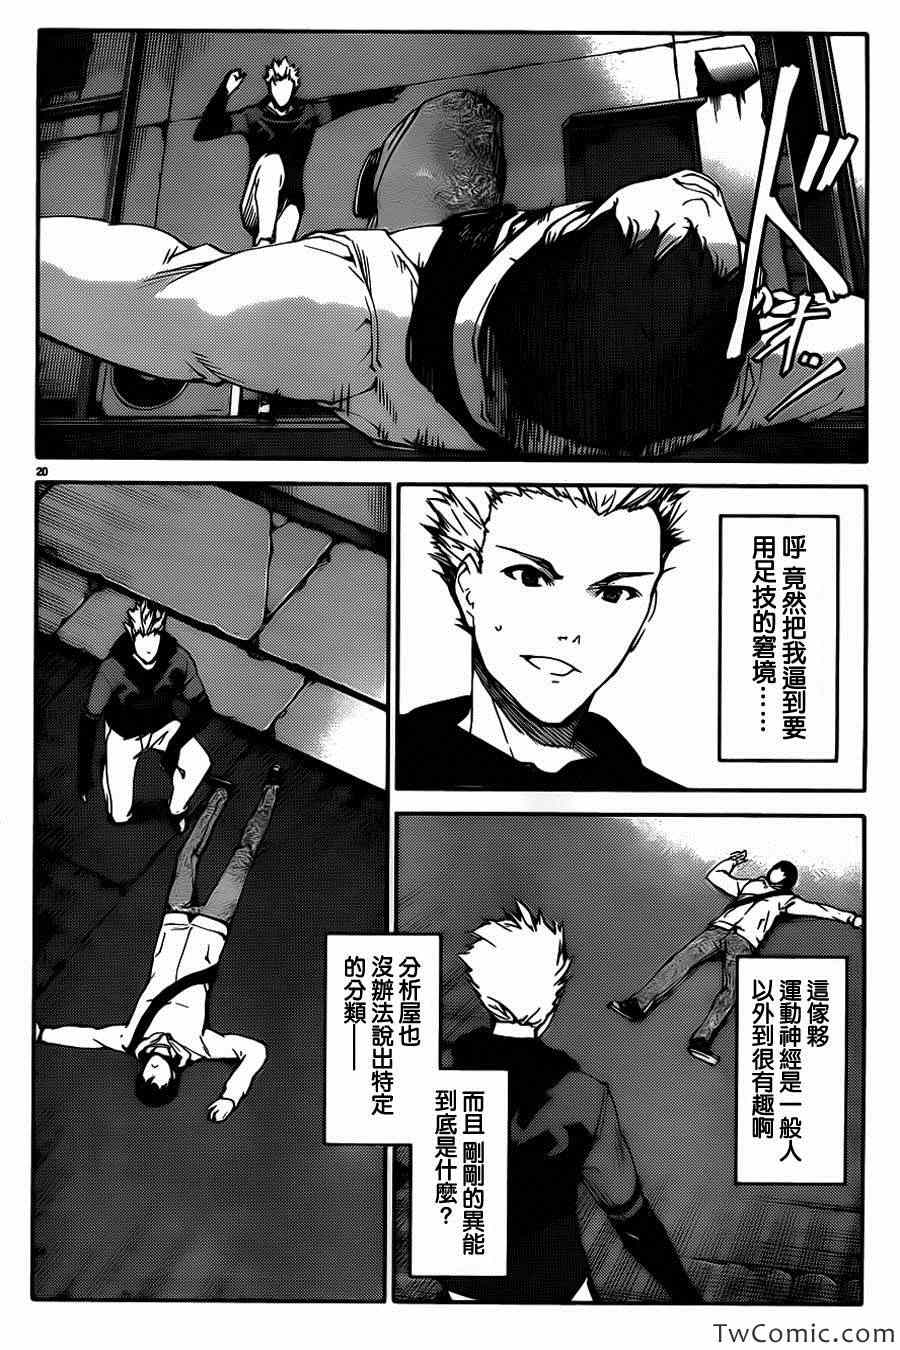 ドォ
20
呼 竟然把我逼到要
用足技的窘境……
這傢夥
運動神經是一般人
以外到很有趣啊
而且 剛剛的異能
到底是什麼？
分析屋也
沒辦法說出特定
的分類——
TwComic.com